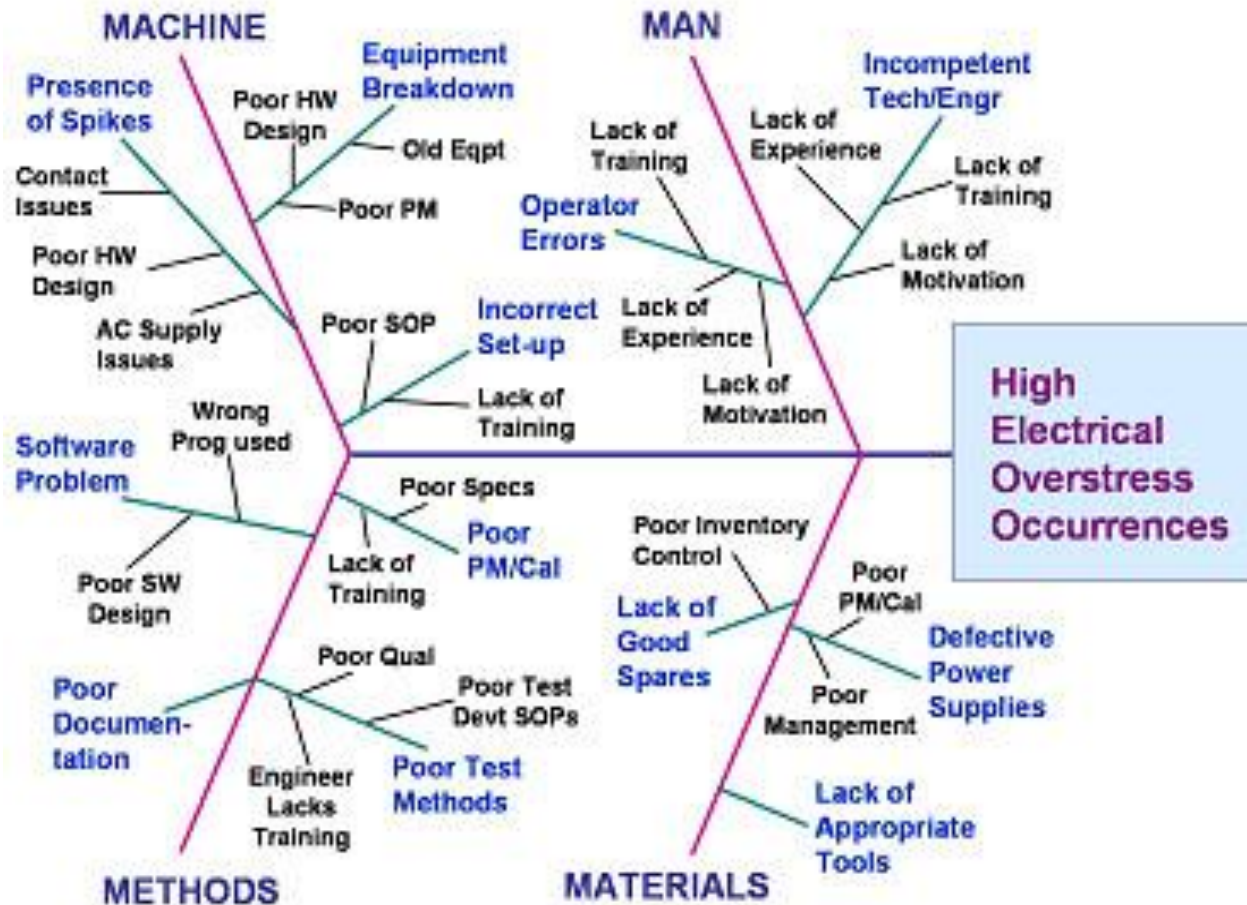 MACHINE
Presence
of Spikes
Contact
Issues
Poor HW
Design
AC Supply
Issues
Equipment
Breakdown
Poor HW
Design
Old Eqpt
Poor PM
Incorrect
Set-up
Poor SOP
Lack of
Training
MAN
Operator
Errors
Lack of
Training
Lack of
Experience
Lack of
Motivation
Incompetent
Tech/Engr
Lack of
Experience
Lack of
Training
Lack of
Motivation
High
Electrical
Overstress
Occurrences
Software
Problem
Wrong
Prog used
Poor SW
Design
Poor Specs
Poor
PM/Cal
Lack of
Training
Poor
Documen-
tation
Poor Qual
Poor Test
Devt SOPs
Engineer
Lacks
Training
Poor Test
Methods
METHODS
Poor Inventory
Control
Lack of
Good
Spares
Poor
PM/Cal
Poor
Management
Defective
Power
Supplies
Lack of
Appropriate
Tools
MATERIALS